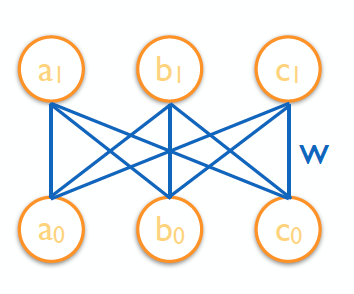 a₁ b₁ c₁
w
a₀ b₀ c₀